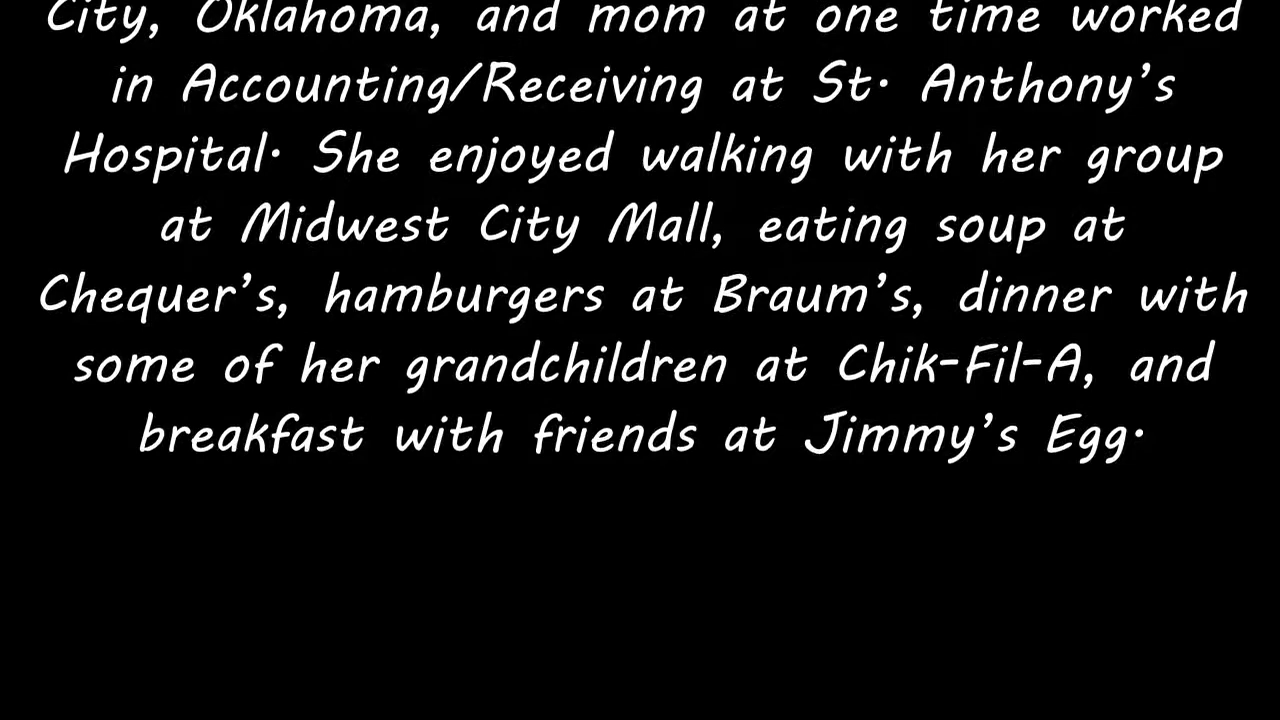 City, Oklahoma, and mom at one time worked
in Accounting/Receiving at St. Anthony's
Hospital. She enjoyed walking with her group
at Midwest City Mall, eating soup at
Chequer's, hamburgers at Braum's, dinner with
some of her grandchildren at Chik-Fil-A, and
breakfast with friends at Jimmy's Egg.